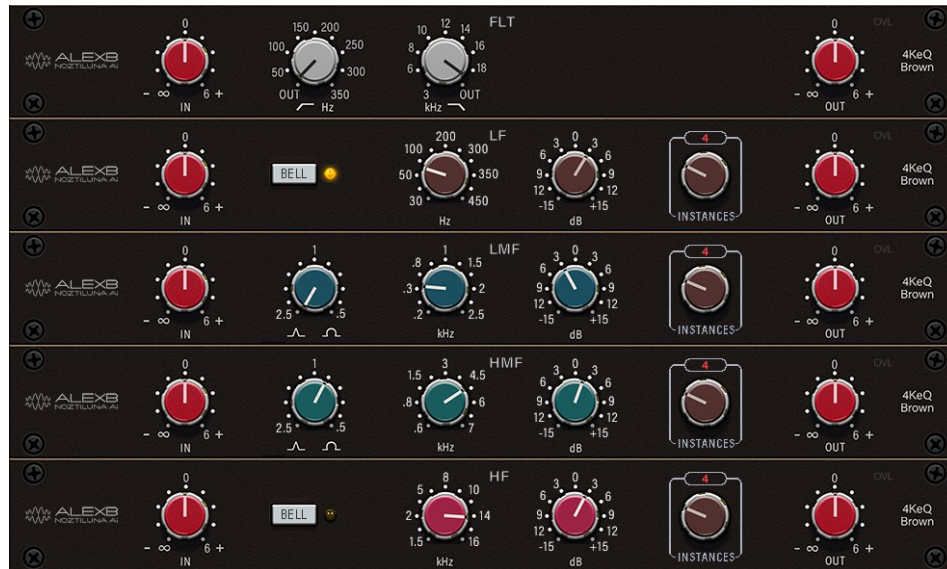 0 150 200 12 FLT 0 OVL
100 250 10 14
50 300 8 16
6 18
ALEXB
NOZTILUNA Ai
4KeQ
Brown
OUT 350 3 OUT
- ∞ 6 + Hz kHz - ∞ 6 +
IN OUT
0 200 LF 0 4 OVL
100 300 3 3
6 6
BELL 50 350 9 9
ALEXB
NOZTILUNA Ai
4KeQ
Brown
12 12
30 450 -15 +15
- ∞ 6 + Hz dB INSTANCES - ∞ 6 +
IN OUT
0 1 1 LMF 0 4 OVL
.8 1.5 3 3
6 6
.3 2 9 9
ALEXB
NOZTILUNA Ai
4KeQ
Brown
12 12
2.5 .5 .2 2.5 -15 +15
- ∞ 6 + kHz dB INSTANCES - ∞ 6 +
IN OUT
0 1 3 HMF 0 4 OVL
1.5 4.5 3 3
6 6
.8 6 9 9
ALEXB
NOZTILUNA Ai
4KeQ
Brown
12 12
2.5 .5 .6 7 -15 +15
- ∞ 6 + kHz dB INSTANCES - ∞ 6 +
IN OUT
0 8 HF 0 4 OVL
5 10 3 3
6 6
BELL 2 14 9 9
ALEXB
NOZTILUNA Ai
4KeQ
Brown
12 12
1.5 16 -15 +15
- ∞ 6 + kHz dB INSTANCES - ∞ 6 +
IN OUT